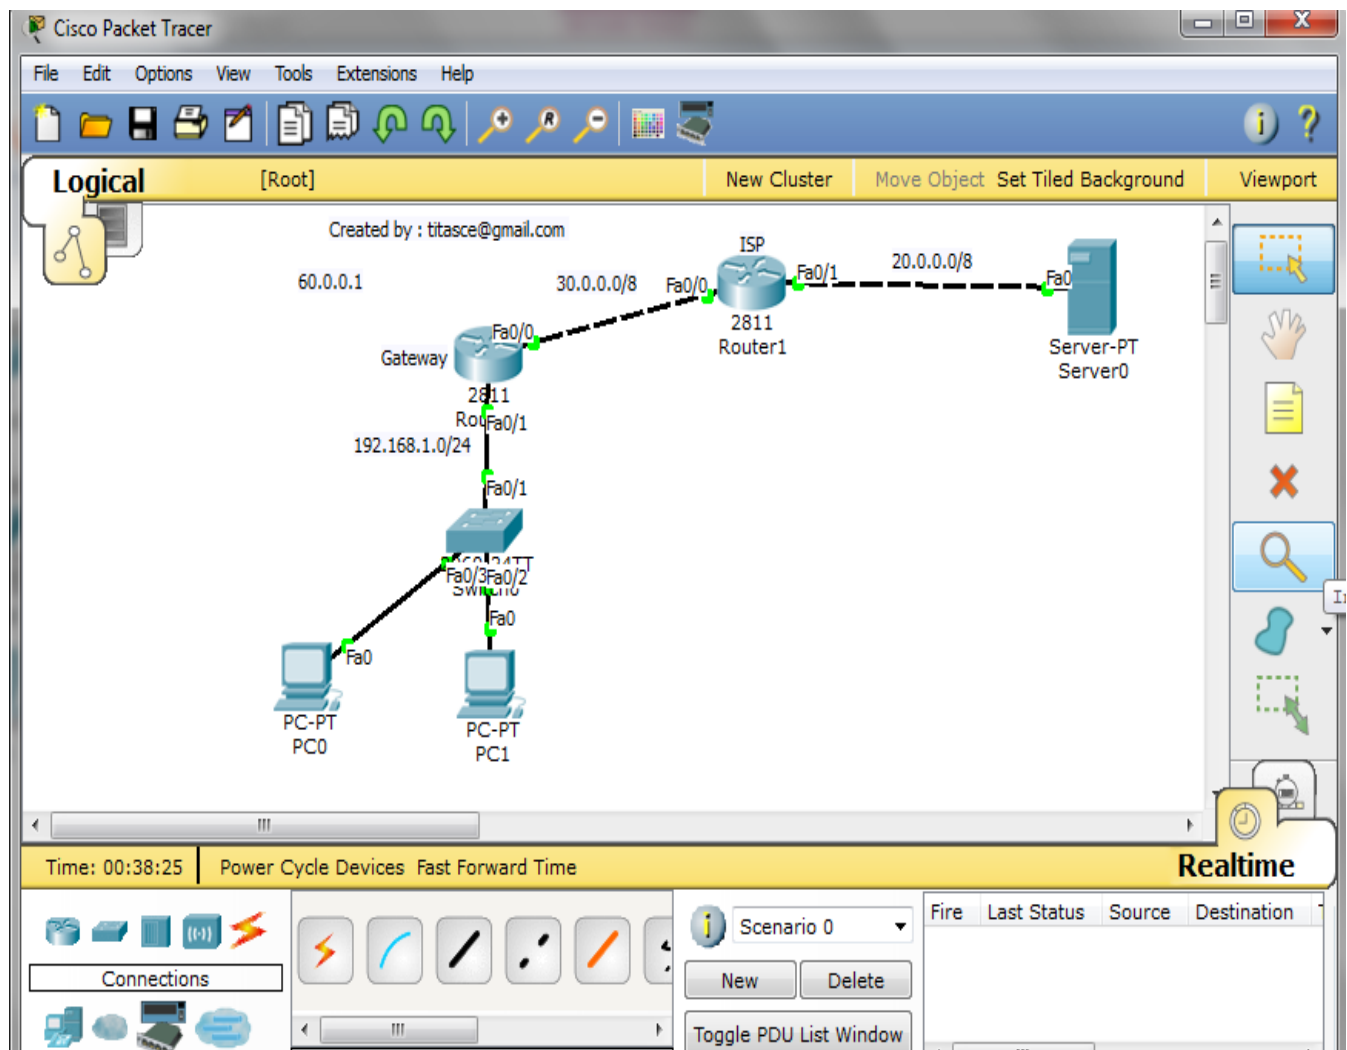 Cisco Packet Tracer
File Edit Options View Tools Extensions Help
Logical [Root] New Cluster Move Object Set Tiled Background Viewport
Created by : titasce@gmail.com
60.0.0.1
30.0.0.0/8
20.0.0.0/8
ISP
Fa0/0
Fa0/1
Fa0
2811
Router1
Server-PT
Server0
Gateway
Fa0/0
2811
Fa0/1
192.168.1.0/24
Fa0/1
Fa0/3
Fa0/2
Fa0
Fa0
PC-PT
PC0
PC-PT
PC1
Time: 00:38:25 Power Cycle Devices Fast Forward Time Realtime
Connections
Scenario 0
New Delete
Toggle PDU List Window
Fire Last Status Source Destination